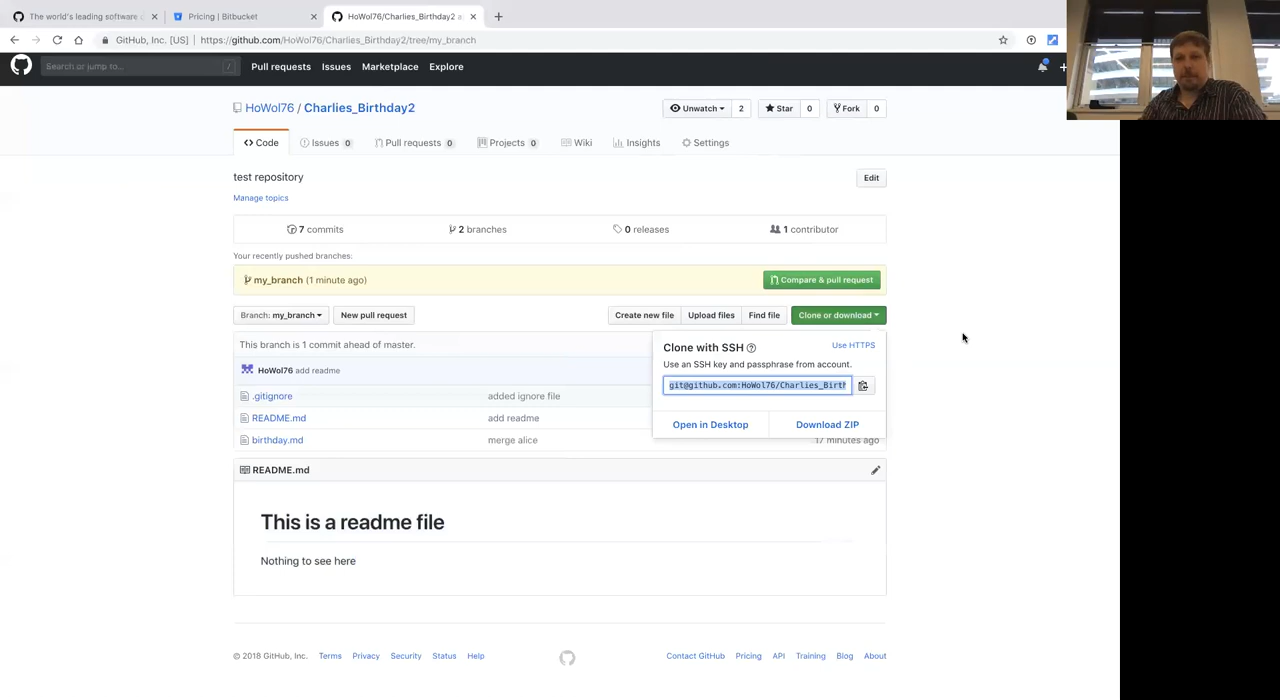 The world's leading software
Pricing | Bitbucket
HoWol76/Charlies_Birthday2
GitHub, Inc. [US]
https://github.com/HoWol76/Charlies_Birthday2/tree/my_branch
Search or jump to...
/
Pull requests
Issues
Marketplace
Explore
HoWol76 / Charlies_Birthday2
Unwatch
2
Star
0
Fork
0
Code
Issues 0
Pull requests 0
Projects 0
Wiki
Insights
Settings
test repository
Edit
Manage topics
7 commits
2 branches
0 releases
1 contributor
Your recently pushed branches:
my_branch (1 minute ago)
Compare & pull request
Branch: my_branch
New pull request
Create new file
Upload files
Find file
Clone or download
This branch is 1 commit ahead of master.
HoWol76 add readme
Clone with SSH
Use HTTPS
Use an SSH key and passphrase from account.
git@github.com:HoWol76/Charlies_Birth
Open in Desktop
Download ZIP
.gitignore
added ignore file
README.md
add readme
birthday.md
merge alice
17 minutes ago
README.md
This is a readme file
Nothing to see here
© 2018 GitHub, Inc.
Terms
Privacy
Security
Status
Help
Contact GitHub
Pricing
API
Training
Blog
About